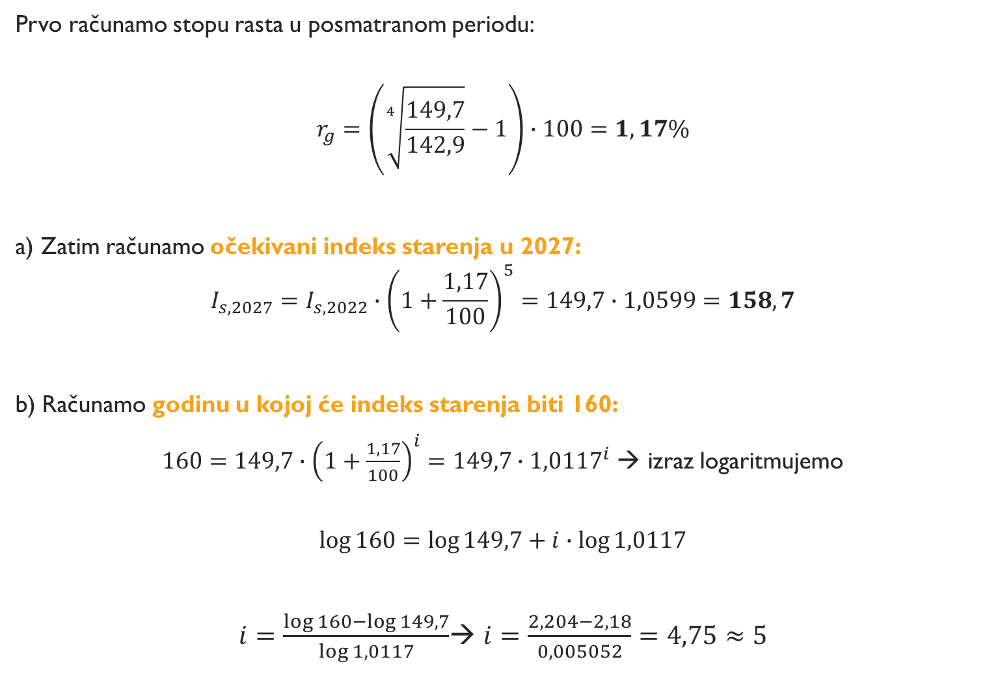 Prvo računamo stopu rasta u posmatranom periodu:
r_g = (⁴√(149,7/142,9) − 1) · 100 = 1,17%
a) Zatim računamo očekivani indeks starenja u 2027:
I_{s,2027} = I_{s,2022} · (1 + 1,17/100)^5 = 149,7 · 1,0599 = 158,7
b) Računamo godinu u kojoj će indeks starenja biti 160:
160 = 149,7 · (1 + 1,17/100)^i = 149,7 · 1,0117^i → izraz logaritmujemo
log 160 = log 149,7 + i · log 1,0117
i = (log 160−log 149,7)/(log 1,0117) → i = (2,204−2,18)/(0,005052) = 4,75 ≈ 5